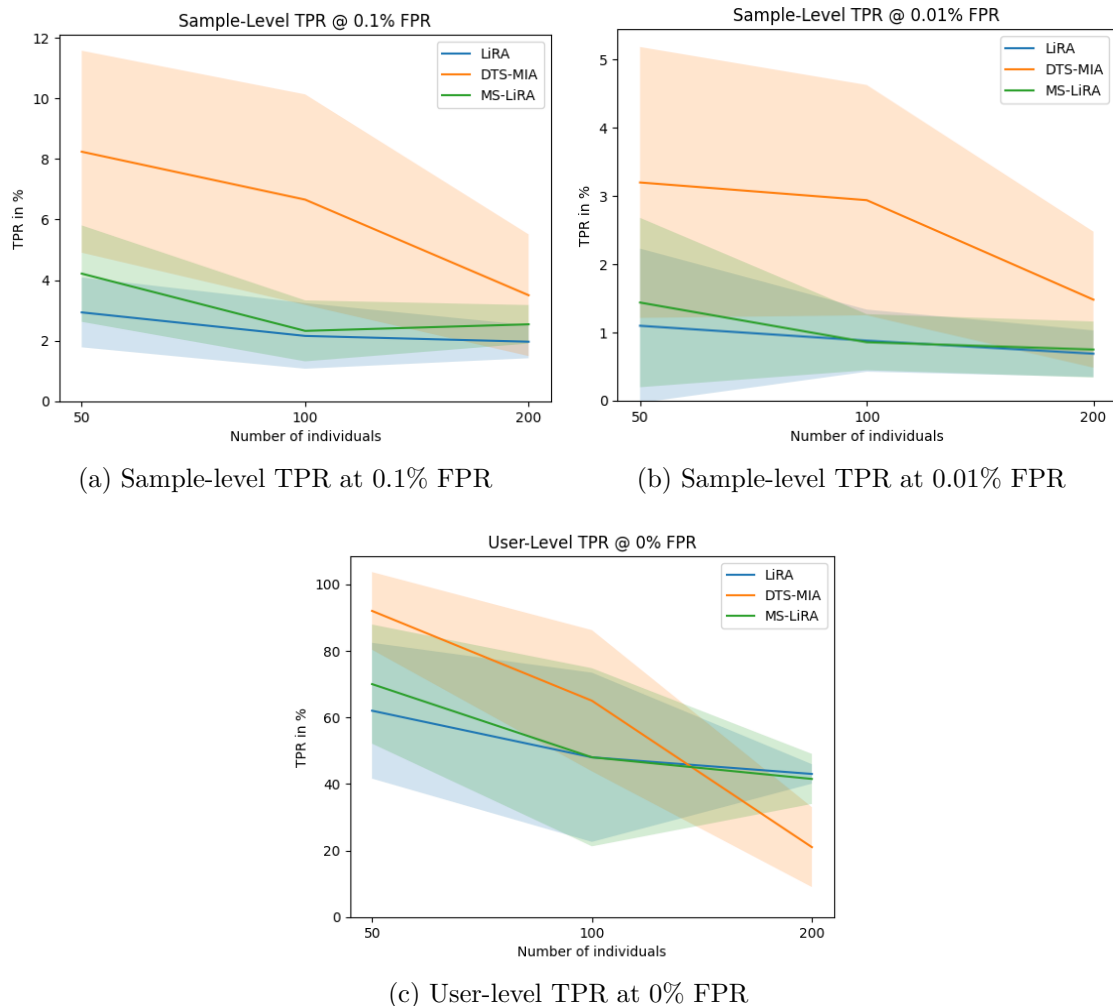 Sample-Level TPR @ 0.1% FPR
12
10
8
6
4
2
0
TPR in %
LiRA
DTS-MIA
MS-LiRA
50
100
200
Number of individuals
(a) Sample-level TPR at 0.1% FPR
Sample-Level TPR @ 0.01% FPR
5
4
3
2
1
0
TPR in %
LiRA
DTS-MIA
MS-LiRA
50
100
200
Number of individuals
(b) Sample-level TPR at 0.01% FPR
User-Level TPR @ 0% FPR
100
80
60
40
20
0
TPR in %
LiRA
DTS-MIA
MS-LiRA
50
100
200
Number of individuals
(c) User-level TPR at 0% FPR